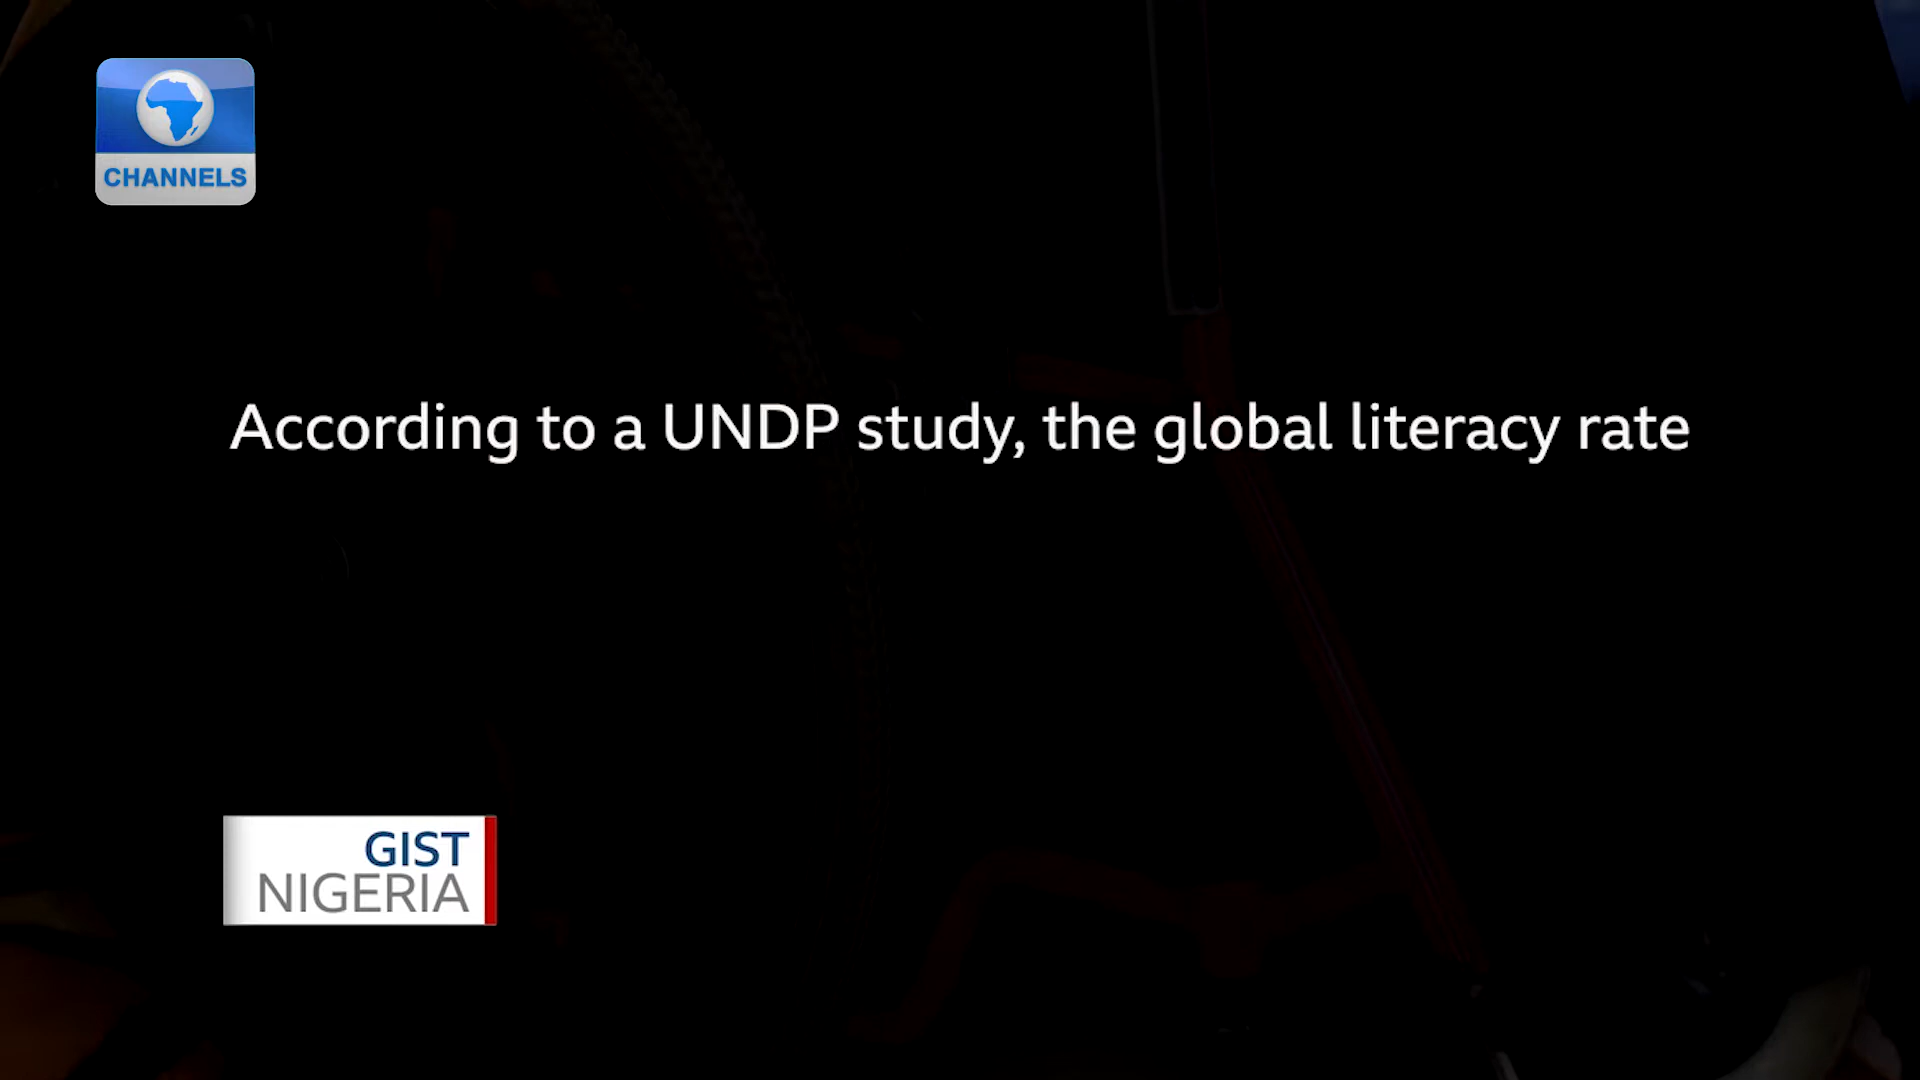 CHANNELS
According to a UNDP study, the global literacy rate
GIST
NIGERIA